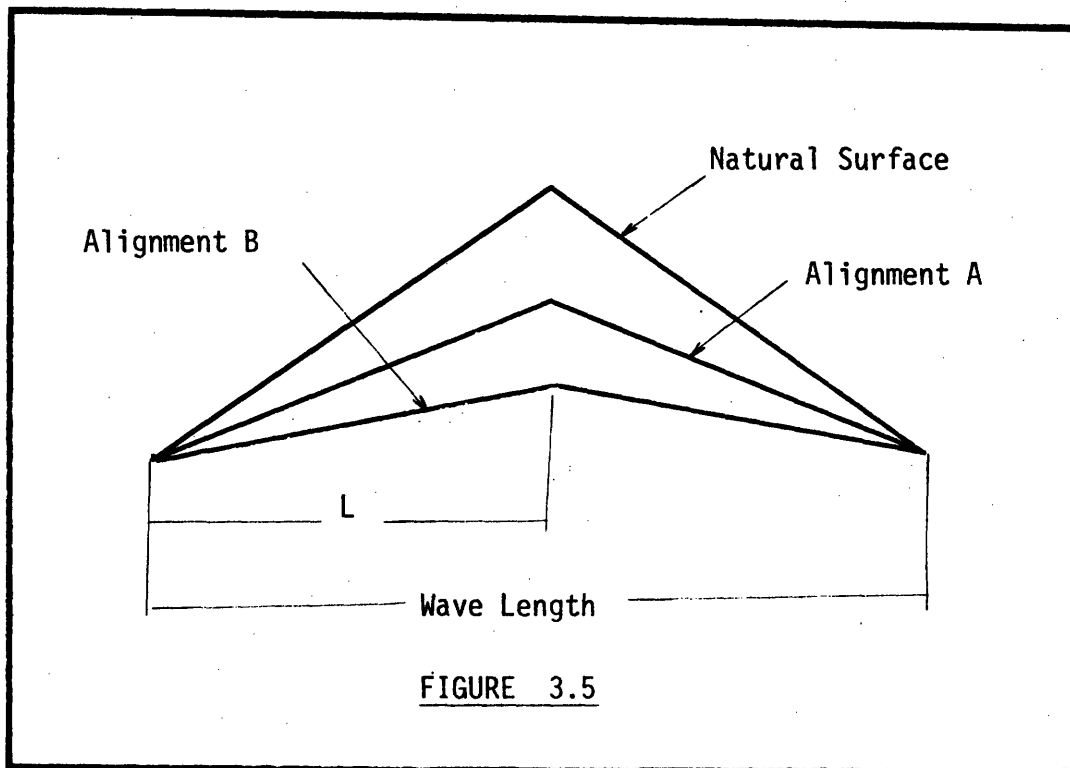 Natural Surface
Alignment B
Alignment A
L
Wave Length
FIGURE 3.5